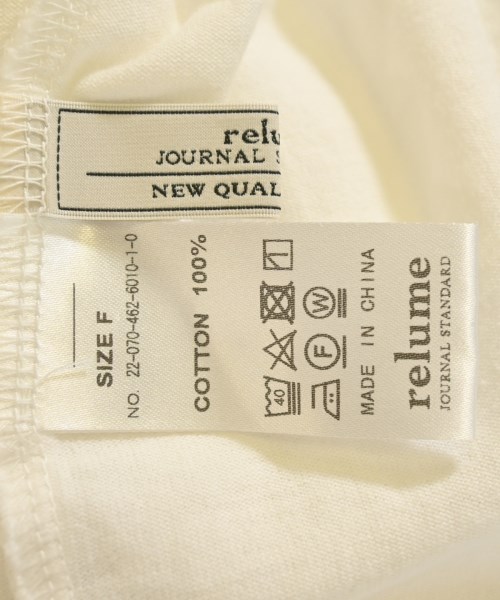 relu
JOURNAL S
NEW QUAL
SIZE F
NO. 22-070-462-6010-1-0
COTTON 100%
40
F
W
MADE IN CHINA
relume
JOURNAL STANDARD